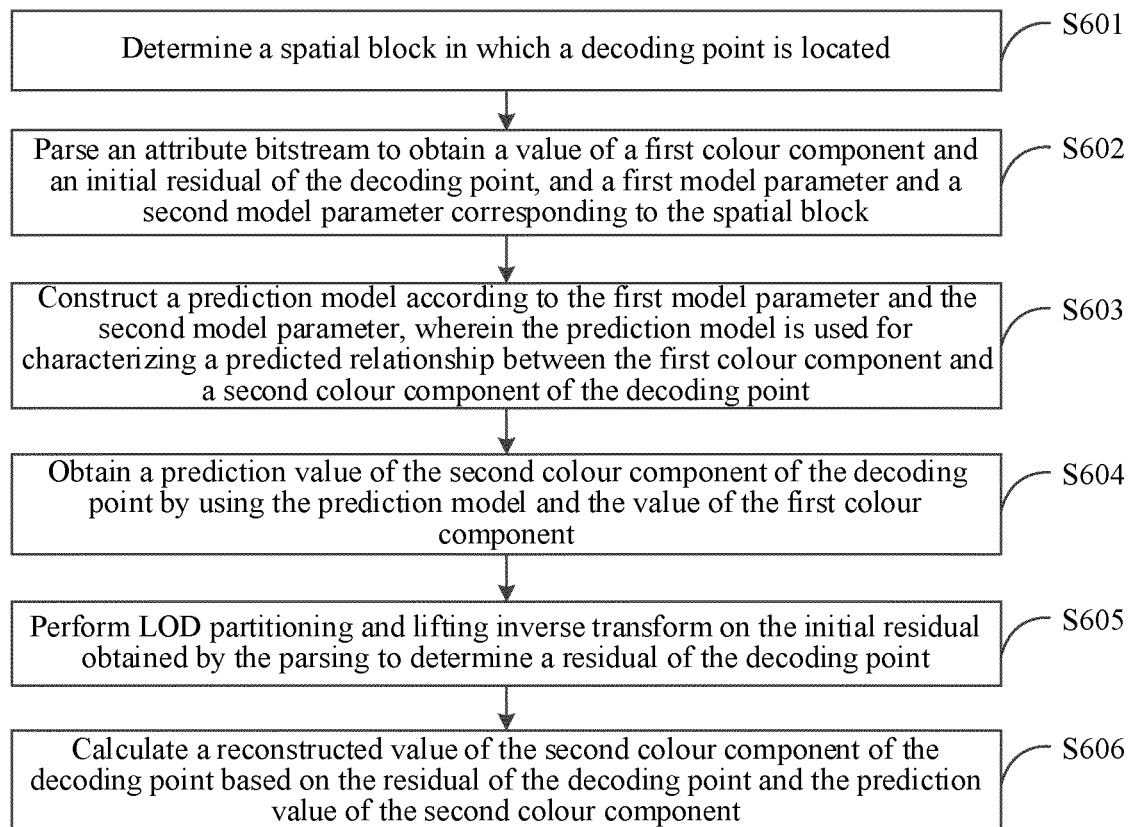 Determine a spatial block in which a decoding point is located
S601
Parse an attribute bitstream to obtain a value of a first colour component and
an initial residual of the decoding point, and a first model parameter and a
second model parameter corresponding to the spatial block
S602
Construct a prediction model according to the first model parameter and the
second model parameter, wherein the prediction model is used for
characterizing a predicted relationship between the first colour component and
a second colour component of the decoding point
S603
Obtain a prediction value of the second colour component of the decoding
point by using the prediction model and the value of the first colour
component
S604
Perform LOD partitioning and lifting inverse transform on the initial residual
obtained by the parsing to determine a residual of the decoding point
S605
Calculate a reconstructed value of the second colour component of the
decoding point based on the residual of the decoding point and the prediction
value of the second colour component
S606